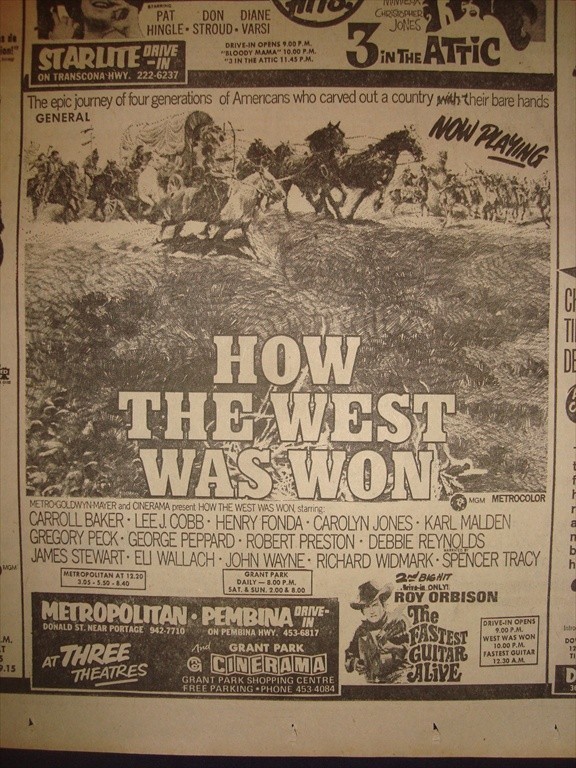 STARRING
PAT HINGLE · DON STROUD · DIANE VARSI
CHRISTOPHER JONES
3 IN THE ATTIC
STARLITE DRIVE-IN
ON TRANSCONA HWY. 222-6237
DRIVE-IN OPENS 9.00 P.M.
"BLOODY MAMA" 10.00 P.M.
"3 IN THE ATTIC 11.45 P.M.
The epic journey of four generations of Americans who carved out a country with their bare hands
GENERAL
NOW PLAYING
HOW
THE WEST
WAS WON
MGM METROCOLOR
METRO-GOLDWYN-MAYER and CINERAMA present HOW THE WEST WAS WON, starring:
CARROLL BAKER · LEE J. COBB · HENRY FONDA · CAROLYN JONES · KARL MALDEN
GREGORY PECK · GEORGE PEPPARD · ROBERT PRESTON · DEBBIE REYNOLDS
JAMES STEWART · ELI WALLACH · JOHN WAYNE · RICHARD WIDMARK · SPENCER TRACY
METROPOLITAN AT 12.20
3.05 - 5.50 - 8.40
GRANT PARK
DAILY — 8.00 P.M.
SAT. & SUN. 2.00 & 8.00
METROPOLITAN · PEMBINA DRIVE-IN
DONALD ST. NEAR PORTAGE 942-7710 ON PEMBINA HWY. 453-6817
AT THREE THEATRES
And GRANT PARK
CINERAMA
GRANT PARK SHOPPING CENTRE
FREE PARKING · PHONE 453 4084
2nd BIG HIT
Drive-in ONLY!
ROY ORBISON
The
FASTEST
GUITAR
ALIVE
DRIVE-IN OPENS
9.00 P.M.
WEST WAS WON
10.00 P.M.
FASTEST GUITAR
12.30 A.M.
MGM